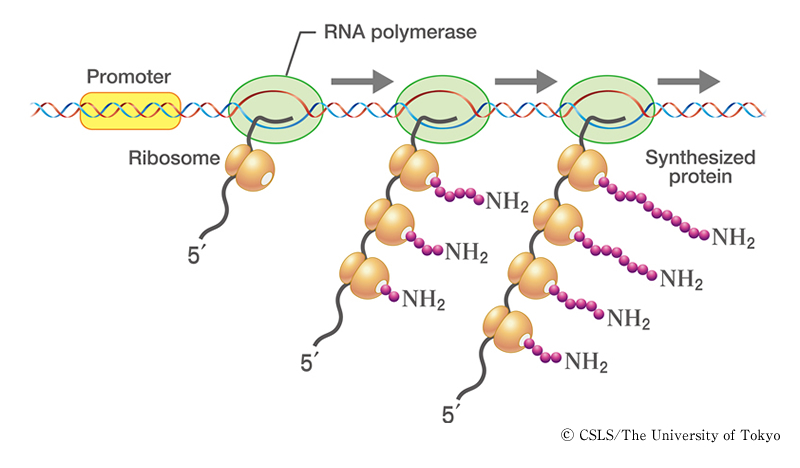 RNA polymerase
Promoter
Ribosome
Synthesized
protein
NH2
NH2
NH2
NH2
NH2
NH2
NH2
5′
5′
5′
© CSLS/The University of Tokyo